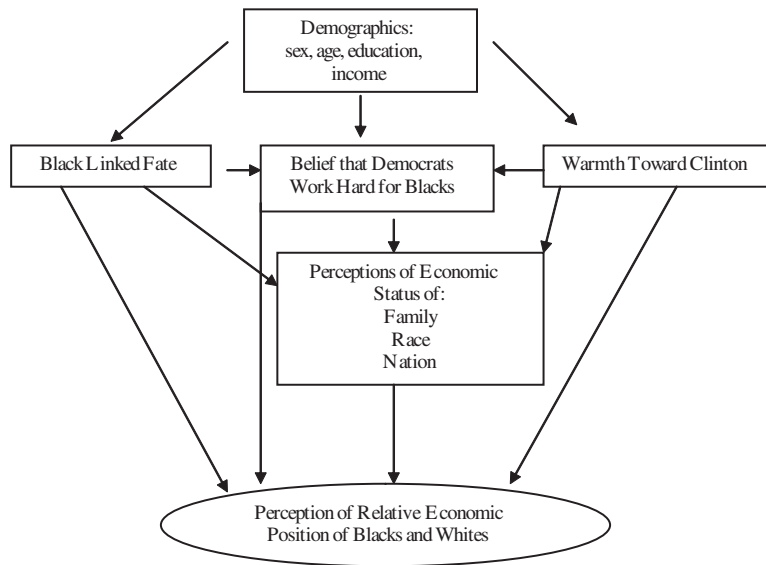 Demographics:
sex, age, education,
income
Black Linked Fate
Belief that Democrats
Work Hard for Blacks
Warmth Toward Clinton
Perceptions of Economic
Status of:
Family
Race
Nation
Perception of Relative Economic
Position of Blacks and Whites